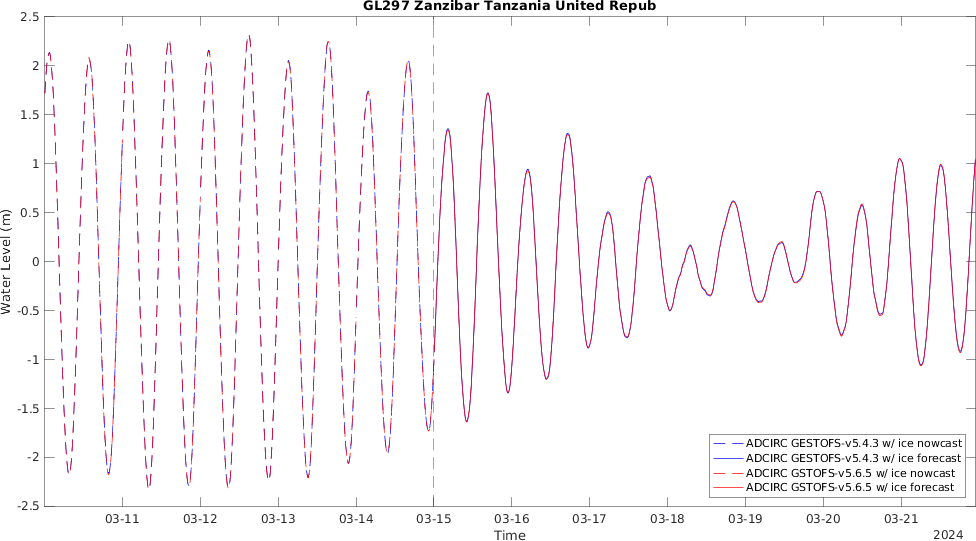 GL297 Zanzibar Tanzania United Repub
2.5
2
1.5
1
0.5
0
-0.5
-1
-1.5
-2
-2.5
Water Level (m)
ADCIRC GESTOFS-v5.4.3 w/ ice nowcast
ADCIRC GESTOFS-v5.4.3 w/ ice forecast
ADCIRC GSTOFS-v5.6.5 w/ ice nowcast
ADCIRC GSTOFS-v5.6.5 w/ ice forecast
03-11 03-12 03-13 03-14 03-15 03-16 03-17 03-18 03-19 03-20 03-21
Time
2024